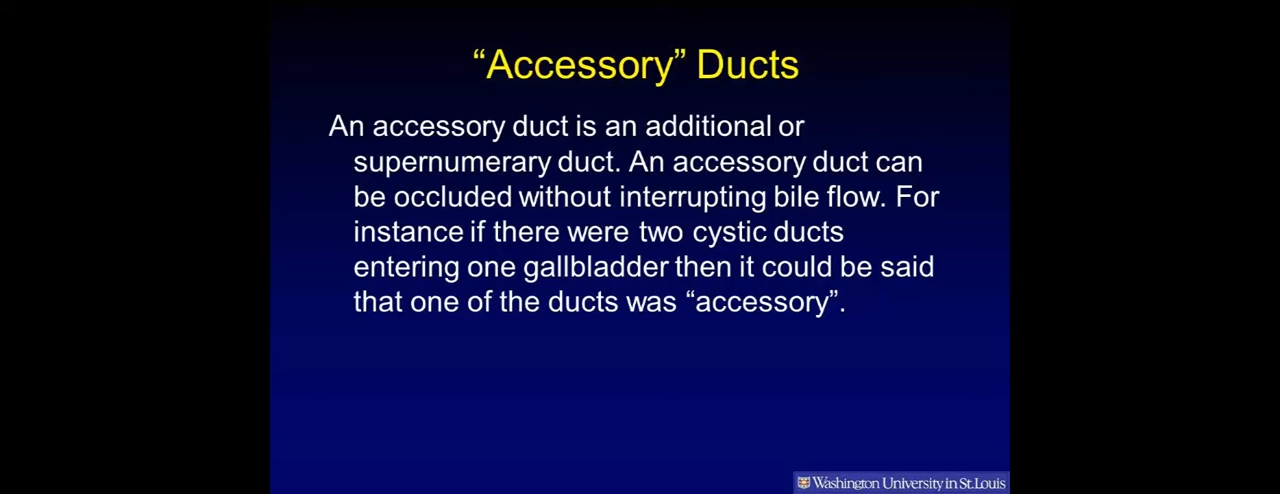 “Accessory” Ducts
An accessory duct is an additional or
supernumerary duct. An accessory duct can
be occluded without interrupting bile flow. For
instance if there were two cystic ducts
entering one gallbladder then it could be said
that one of the ducts was “accessory”.
Washington University in St. Louis